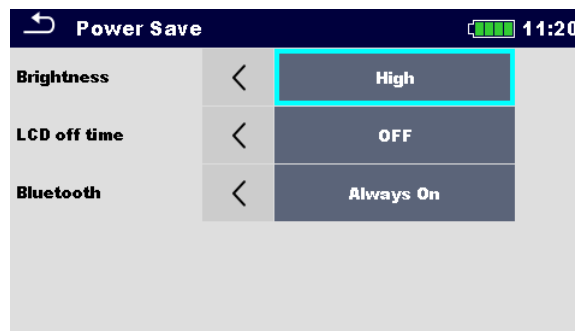 Power Save 11:20
Brightness High
LCD off time OFF
Bluetooth Always On